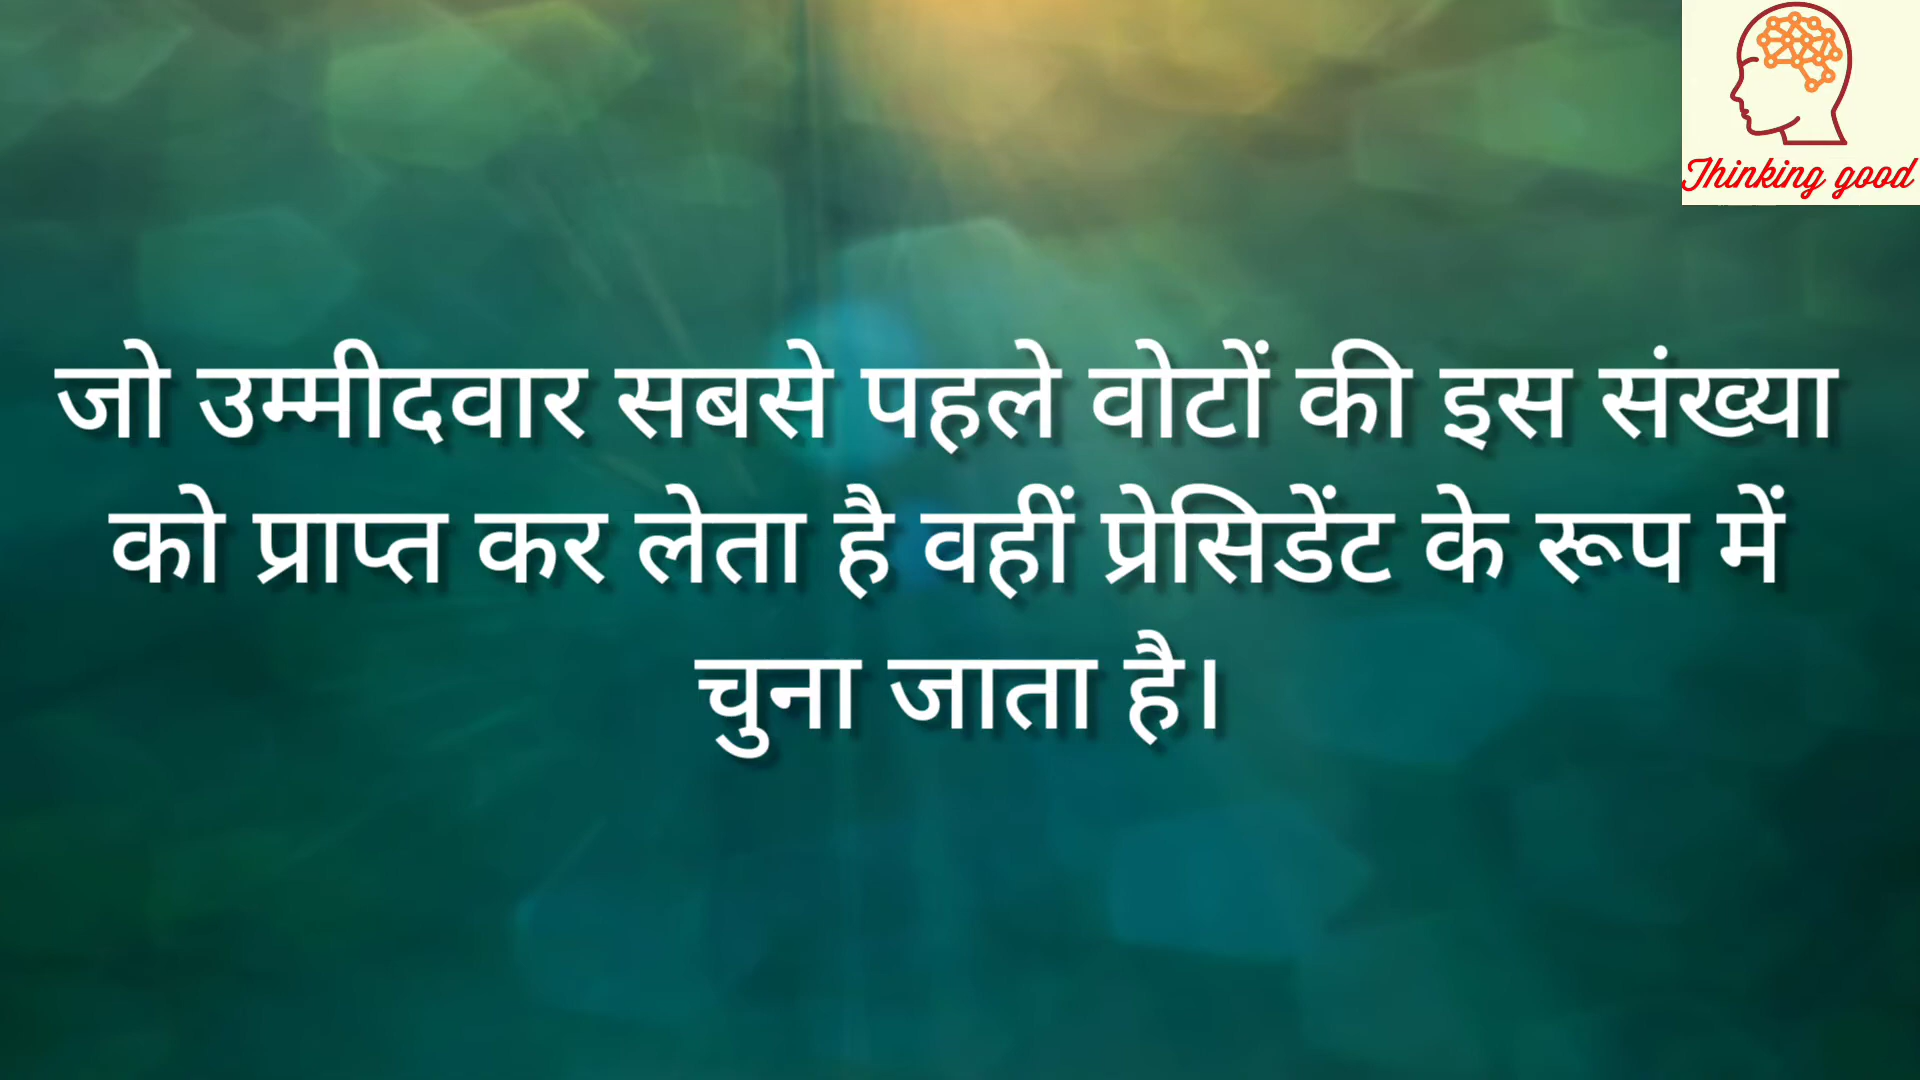 Thinking good
जो उम्मीदवार सबसे पहले वोटों की इस संख्या
को प्राप्त कर लेता है वहीं प्रेसिडेंट के रूप में
चुना जाता है।